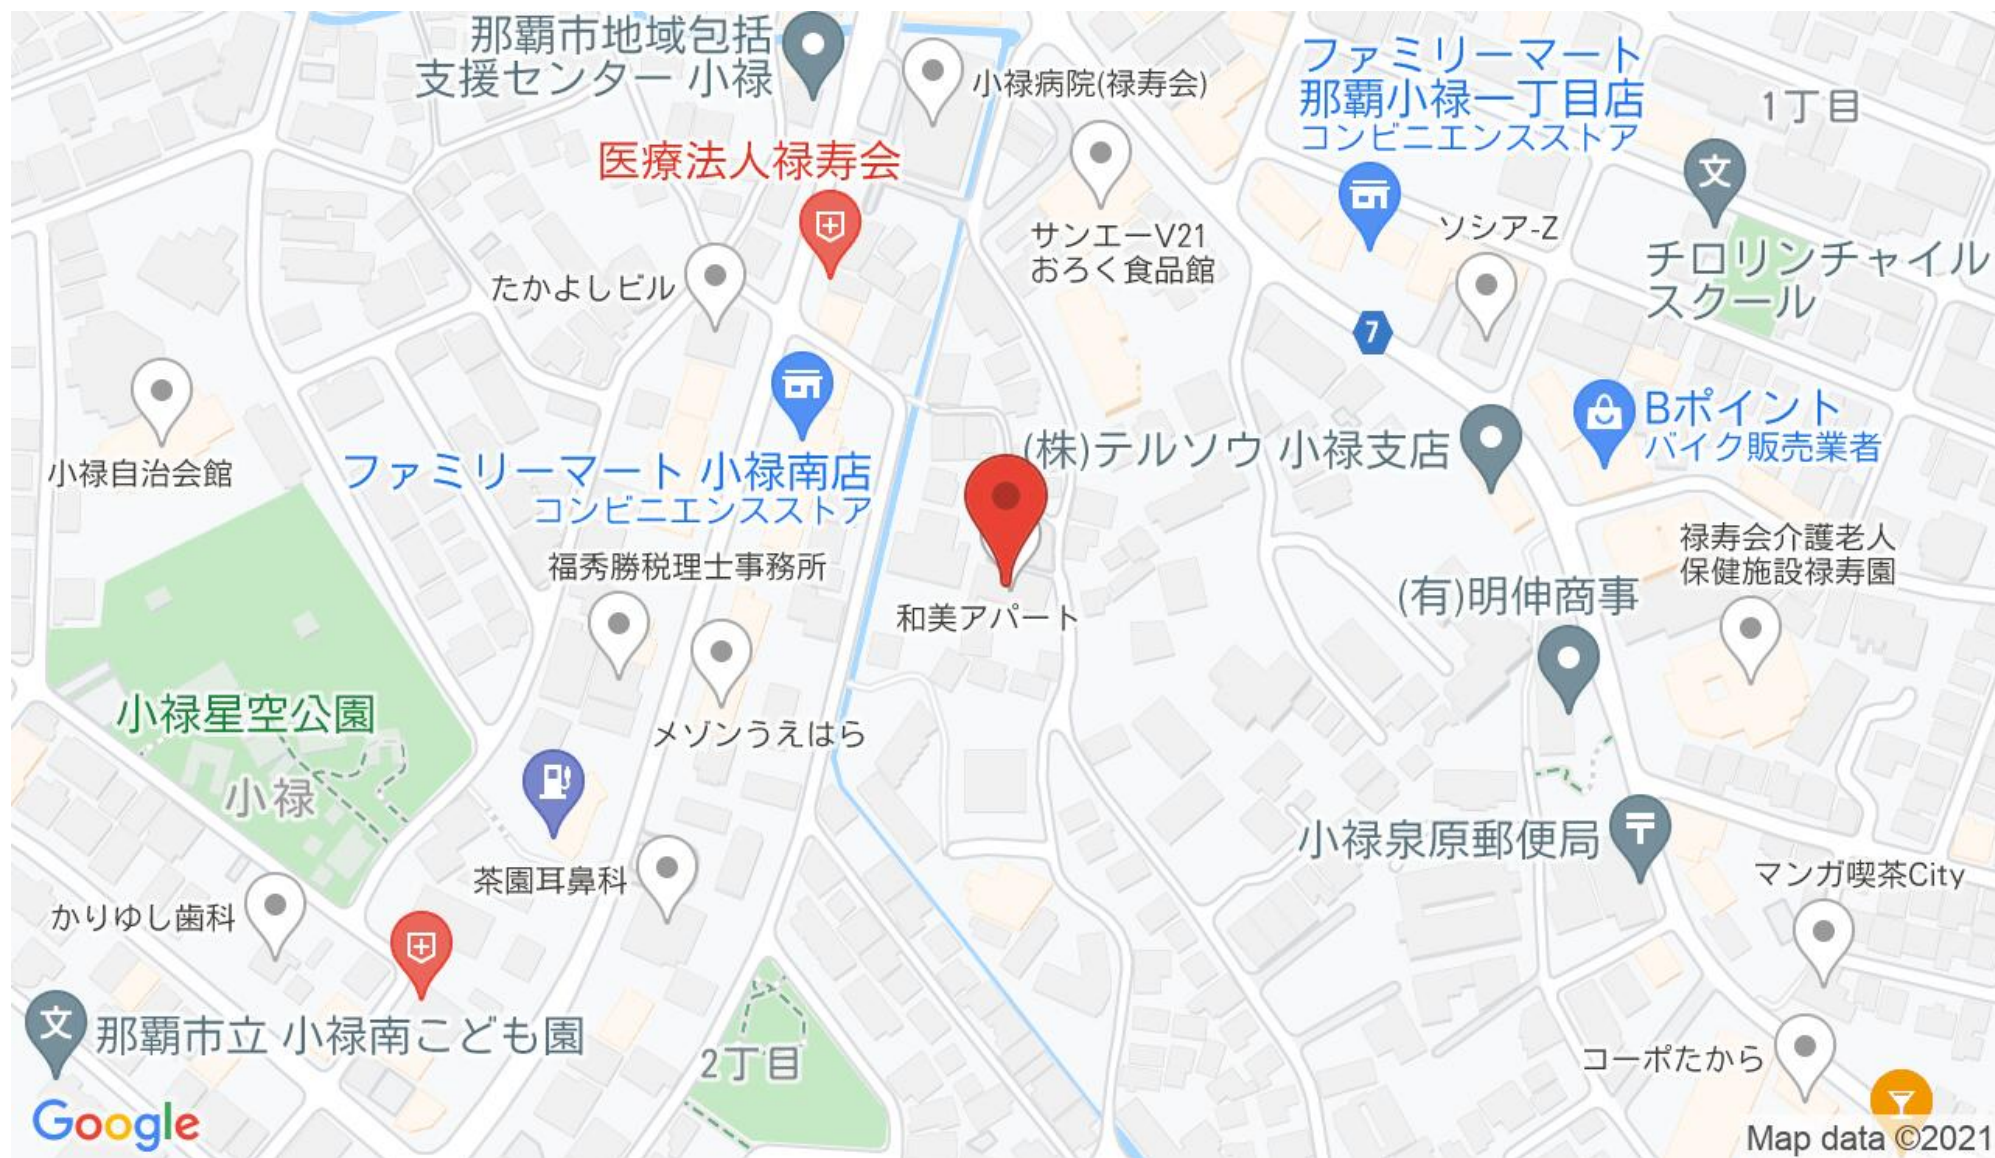 那覇市地域包括
支援センター 小禄
小禄病院(禄寿会)
ファミリーマート
那覇小禄一丁目店
コンビニエンスストア
1丁目
医療法人禄寿会
文
サンエーV21
おろく食品館
ソシア-Z
チロリンチャイル
スクール
たかよしビル
7
小禄自治会館
ファミリーマート 小禄南店
コンビニエンスストア
(株)テルソウ 小禄支店
Bポイント
バイク販売業者
福秀勝税理士事務所
和美アパート
禄寿会介護老人
保健施設禄寿園
(有)明伸商事
小禄星空公園
小禄
メゾンうえはら
小禄泉原郵便局
〒
茶園耳鼻科
マンガ喫茶City
かりゆし歯科
文
那覇市立 小禄南こども園
2丁目
コーポたから
Google
Map data ©2021